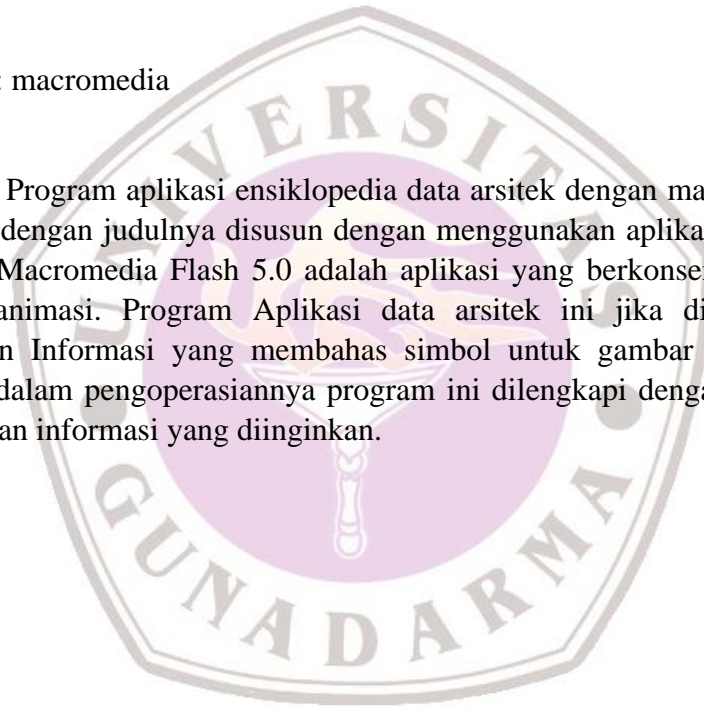 : macromedia
Program aplikasi ensiklopedia data arsitek dengan ma
dengan judulnya disusun dengan menggunakan aplika
Macromedia Flash 5.0 adalah aplikasi yang berkonse
animasi. Program Aplikasi data arsitek ini jika di
n Informasi yang membahas simbol untuk gambar
dalam pengoperasiannya program ini dilengkapi denga
an informasi yang diinginkan.
UNIVERSITAS
GUNADARMA